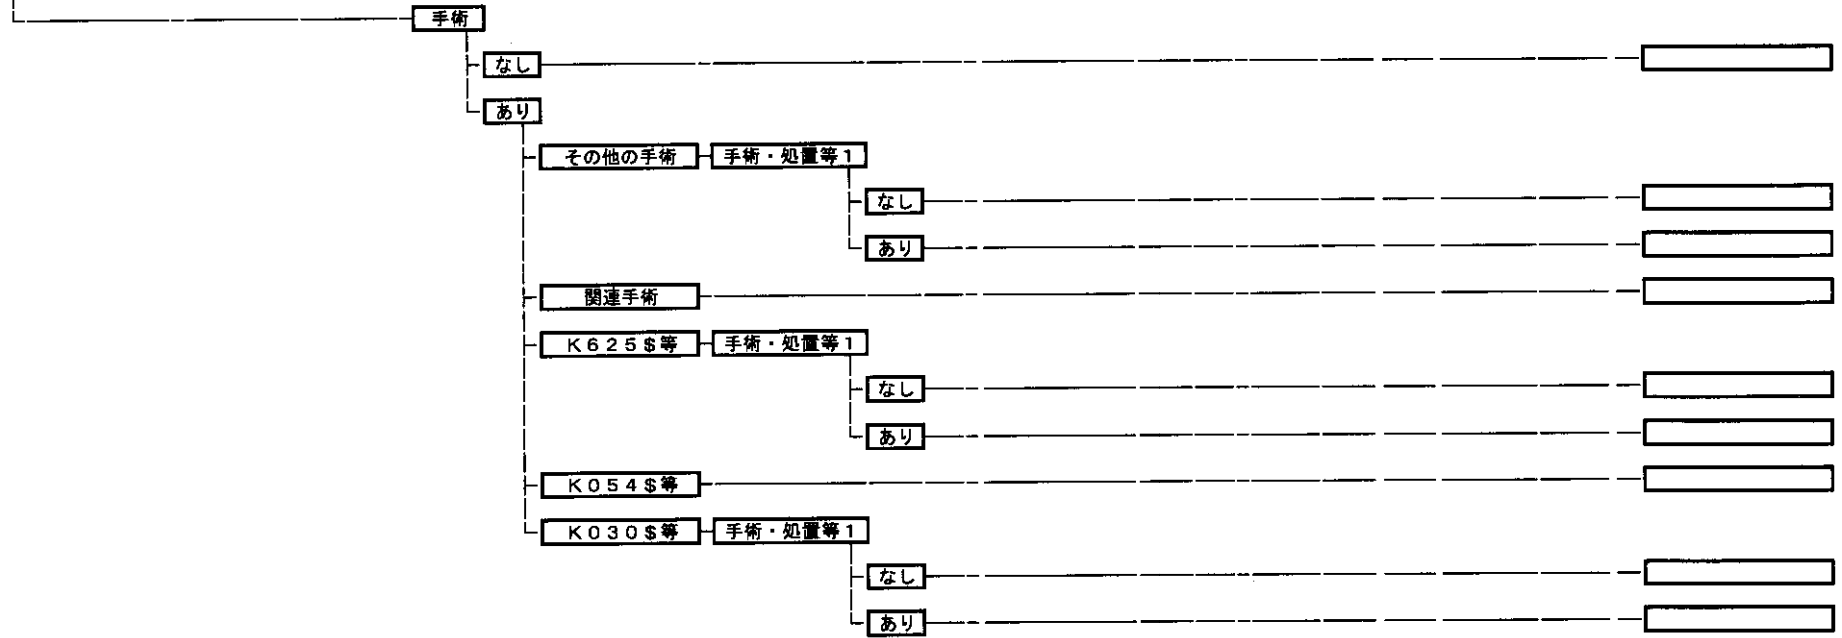 手術
なし
あり
その他の手術 手術・処置等1
なし
あり
関連手術
K625$等 手術・処置等1
なし
あり
K054$等
K030$等 手術・処置等1
なし
あり